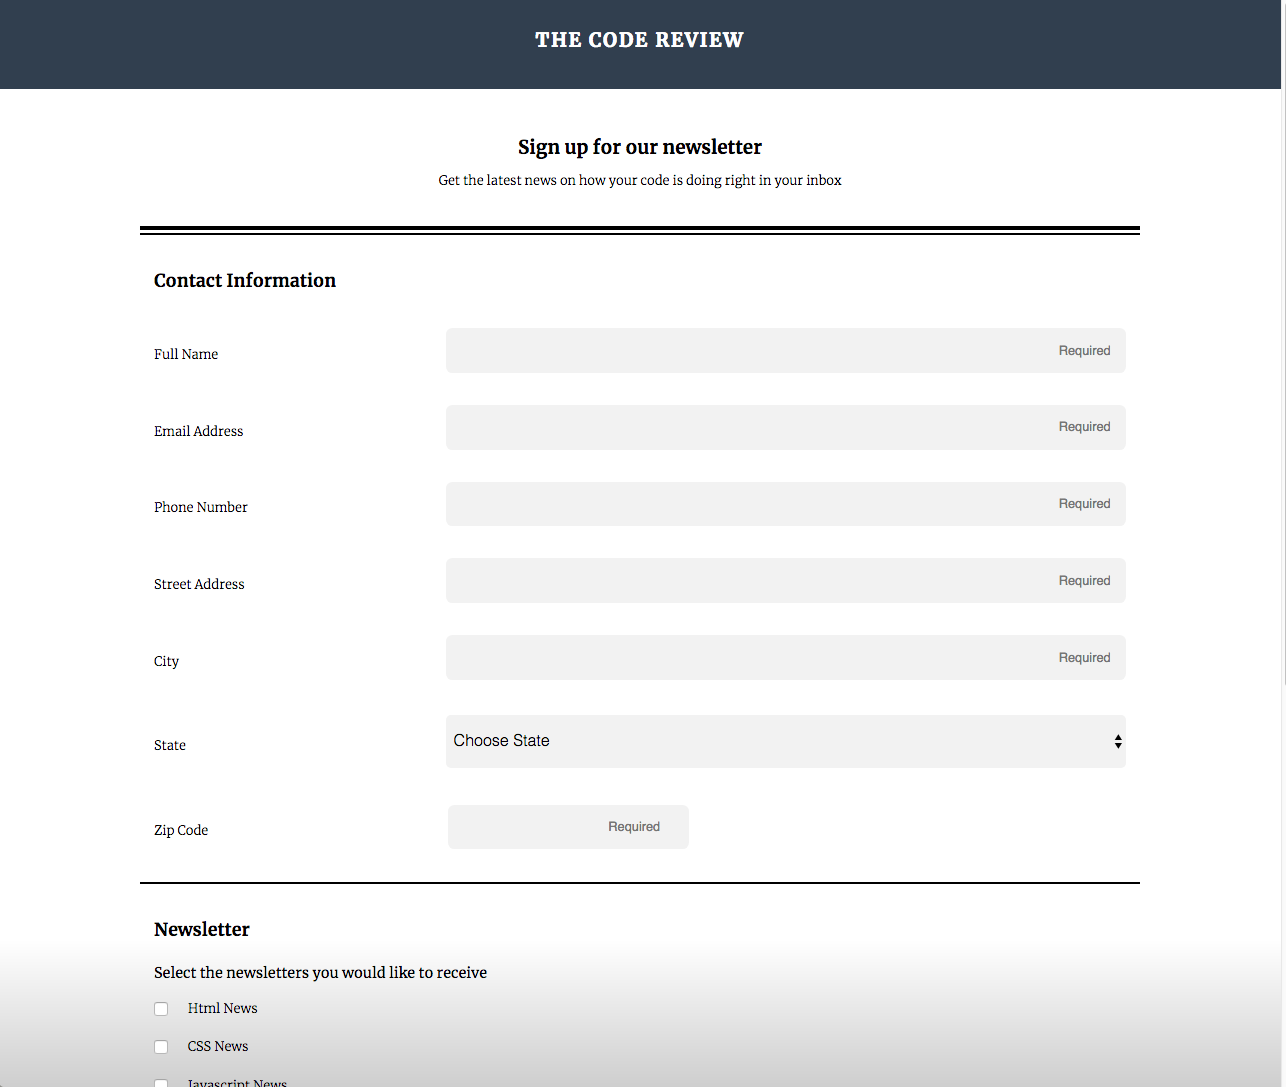 THE CODE REVIEW
Sign up for our newsletter
Get the latest news on how your code is doing right in your inbox
Contact Information
Full Name Required
Email Address Required
Phone Number Required
Street Address Required
City Required
State Choose State
Zip Code Required
Newsletter
Select the newsletters you would like to receive
Html News
CSS News
Javascript News